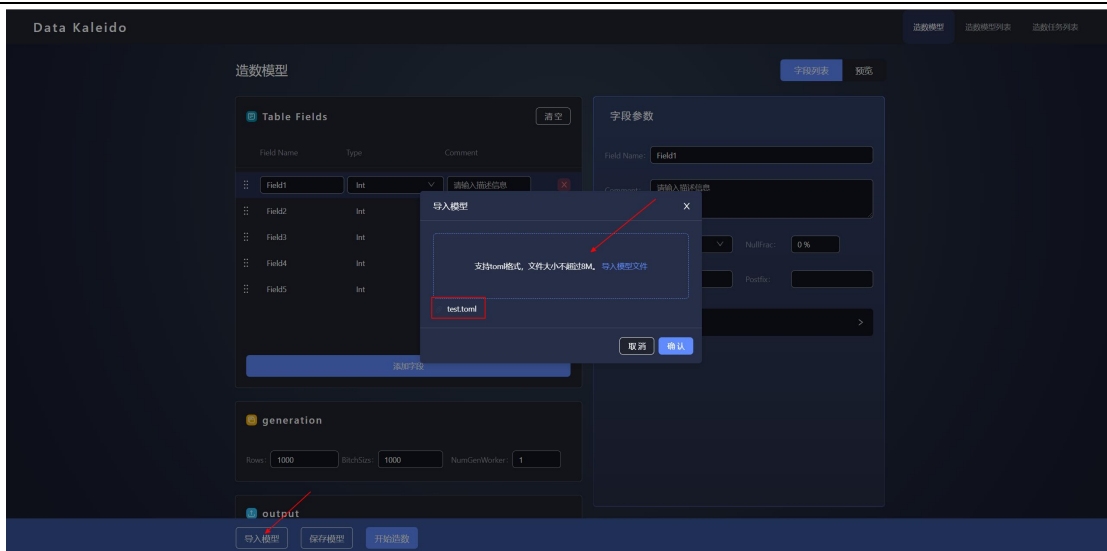 Data Kaleido
造数模型 造数模型列表 造数任务列表
造数模型
字段列表 预览
Table Fields 清空
Field Name Type Comment
Field1 Int 请输入描述信息 X
Field2 Int
Field3 Int
Field4 Int
Field5 Int
添加字段
字段参数
Field Name: Field1
Comment: 请输入描述信息
NullFrac: 0 %
Postfix:
导入模型 X
支持toml格式，文件大小不超过8M。 导入模型文件
test.toml
取消 确认
generation
Rows: 1000 BitchSize: 1000 NumGenWorker: 1
output
导入模型 保存模型 开始造数